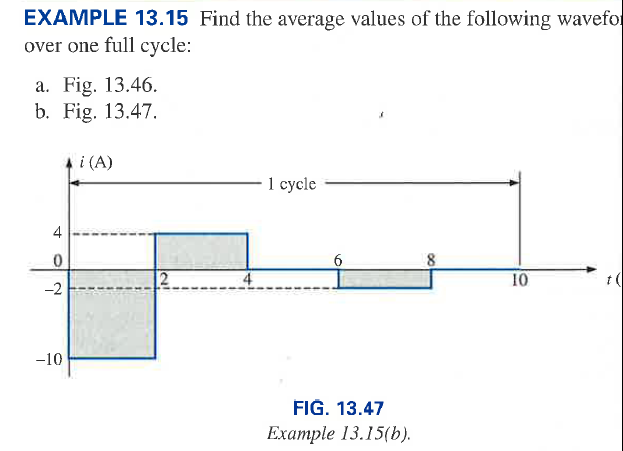 EXAMPLE 13.15 Find the average values of the following wavefo
over one full cycle:
a. Fig. 13.46.
b. Fig. 13.47.
i (A)
1 cycle
4
0
6
8
2
4
10
t (
–2
–10
FIG. 13.47
Example 13.15(b).